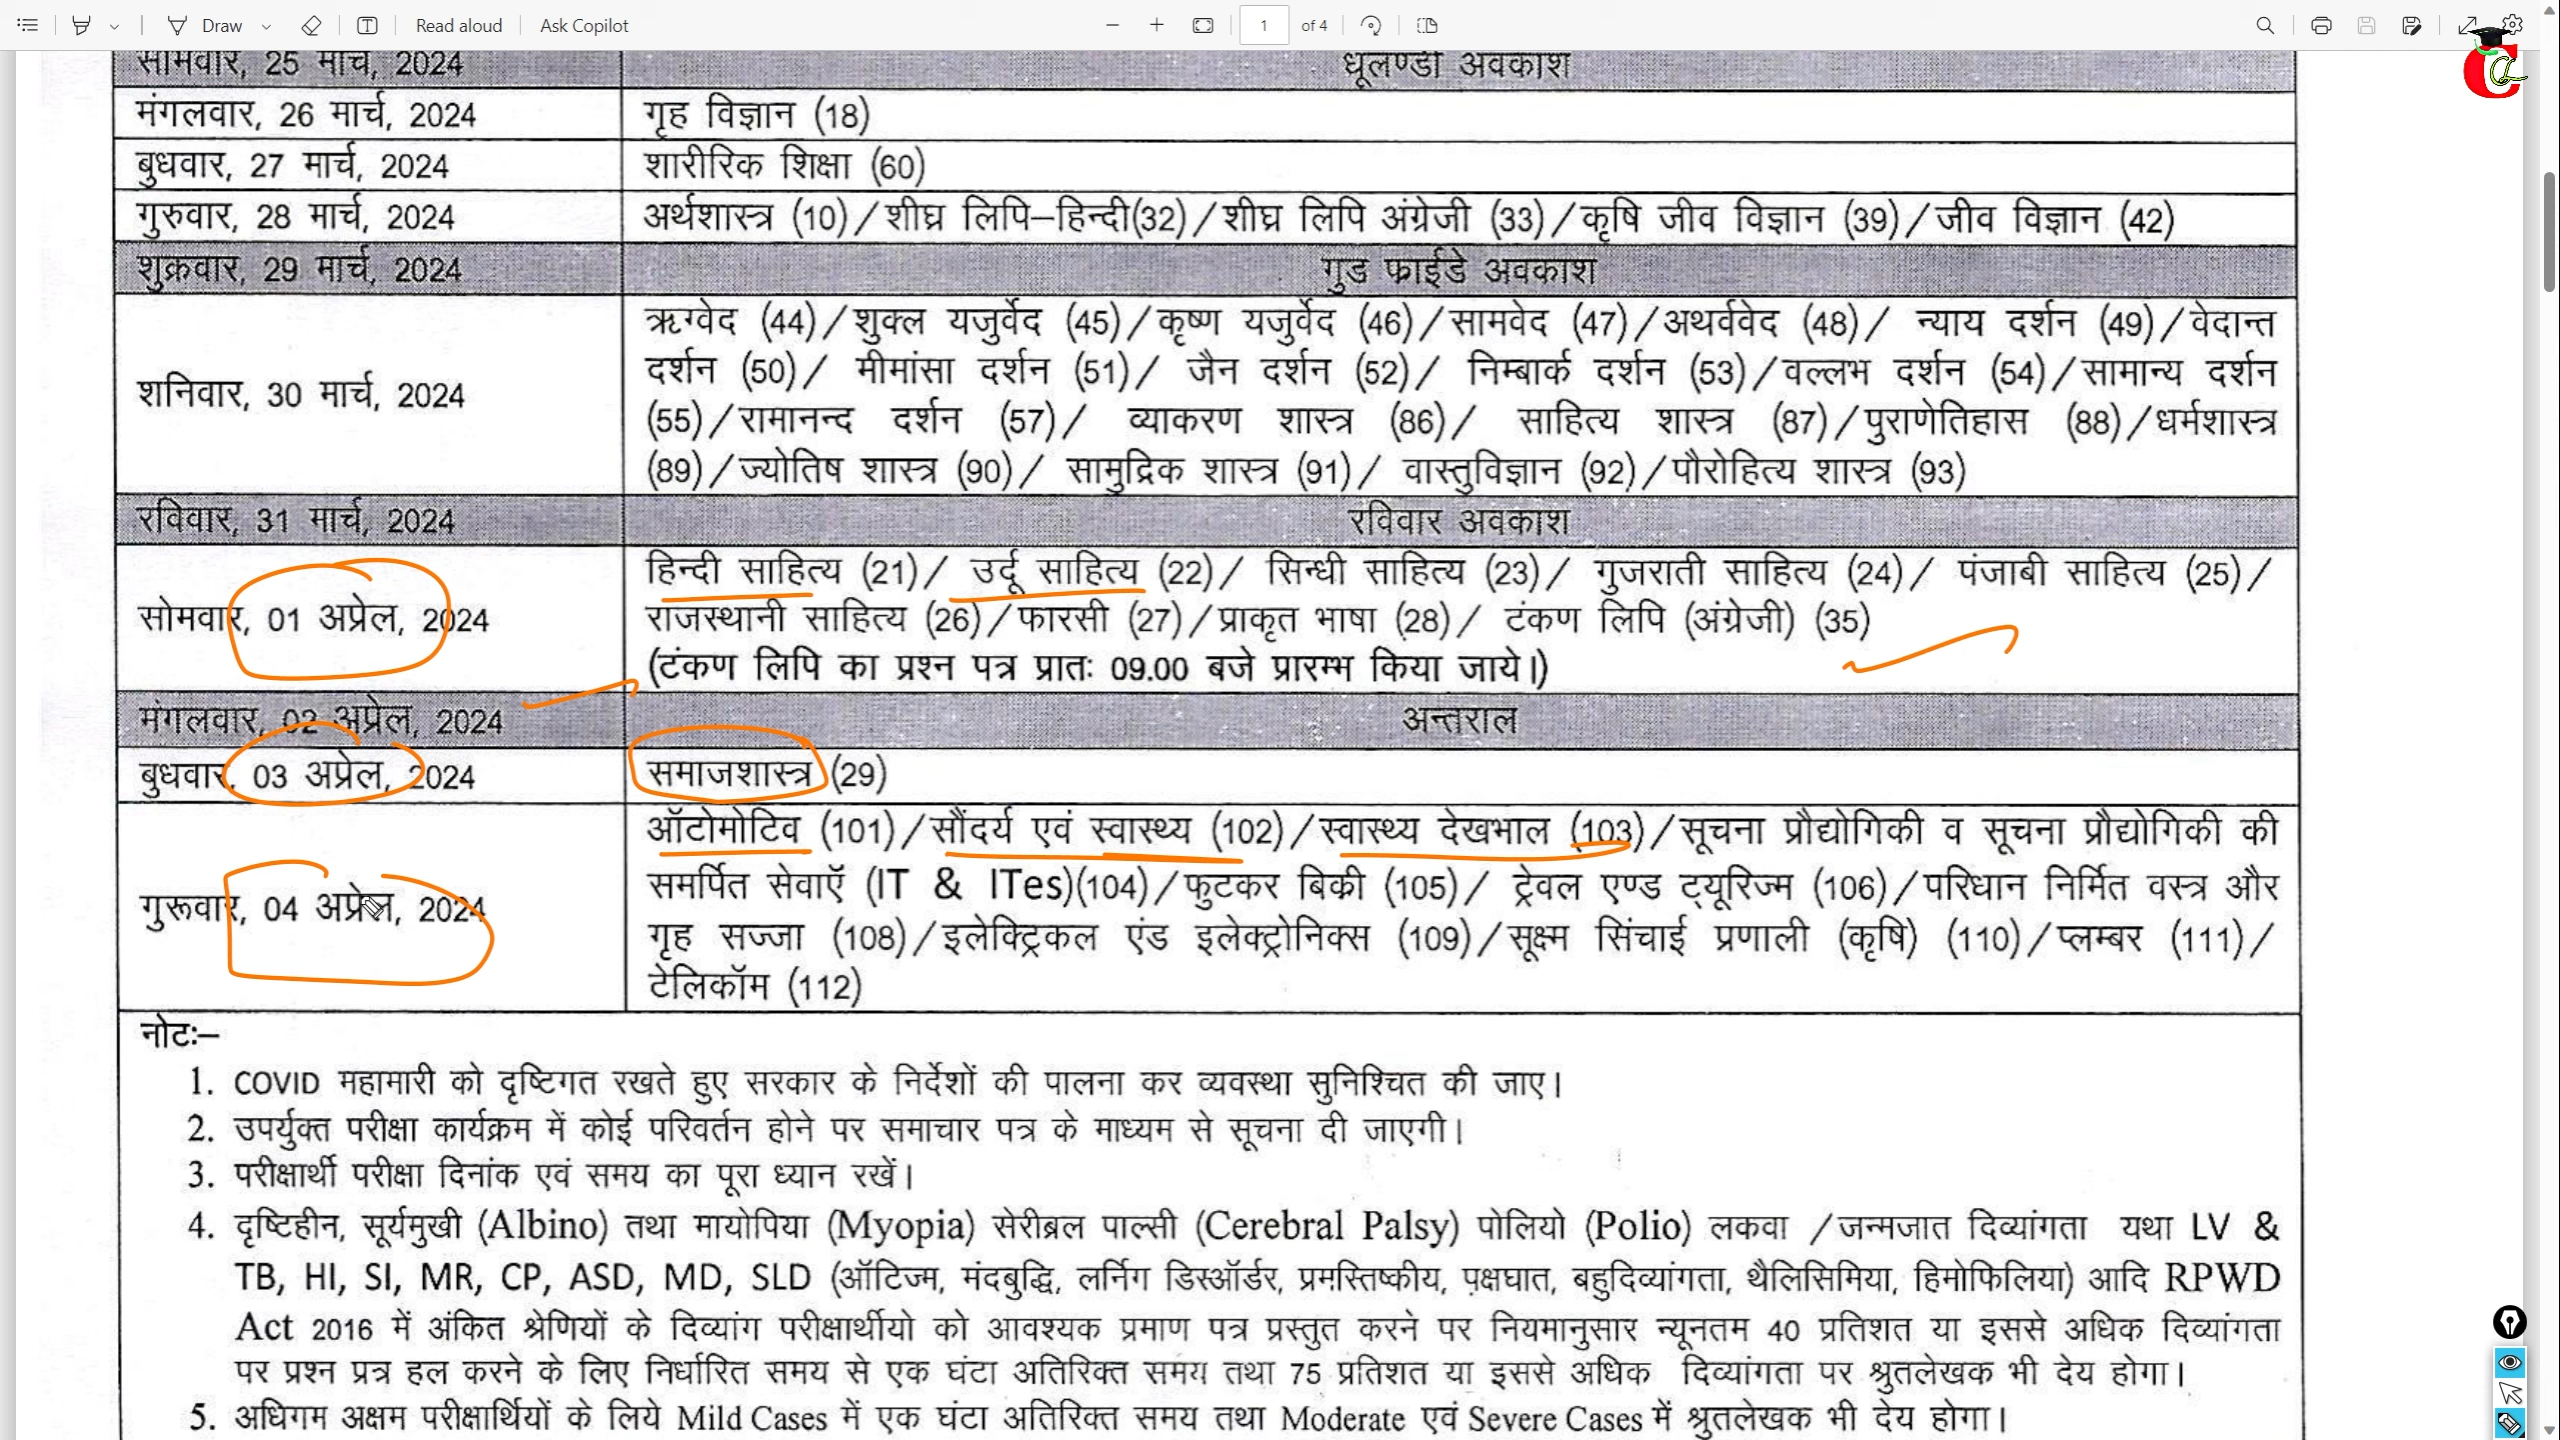 Draw
Read aloud
Ask Copilot
1 of 4
सोमवार, 25 मार्च, 2024 धूलण्डी अवकाश
मंगलवार, 26 मार्च, 2024 गृह विज्ञान (18)
बुधवार, 27 मार्च, 2024 शारीरिक शिक्षा (60)
गुरुवार, 28 मार्च, 2024 अर्थशास्त्र (10)/शीघ्र लिपि–हिन्दी(32)/शीघ्र लिपि अंग्रेजी (33)/कृषि जीव विज्ञान (39)/जीव विज्ञान (42)
शुक्रवार, 29 मार्च, 2024 गुड फ्राईडे अवकाश
शनिवार, 30 मार्च, 2024
ऋग्वेद (44)/शुक्ल यजुर्वेद (45)/कृष्ण यजुर्वेद (46)/सामवेद (47)/अथर्ववेद (48)/ न्याय दर्शन (49)/वेदान्त
दर्शन (50)/ मीमांसा दर्शन (51)/ जैन दर्शन (52)/ निम्बार्क दर्शन (53)/वल्लभ दर्शन (54)/सामान्य दर्शन
(55)/रामानन्द दर्शन (57)/ व्याकरण शास्त्र (86)/ साहित्य शास्त्र (87)/पुराणेतिहास (88)/धर्मशास्त्र
(89)/ज्योतिष शास्त्र (90)/ सामुद्रिक शास्त्र (91)/ वास्तुविज्ञान (92)/पौरोहित्य शास्त्र (93)
रविवार, 31 मार्च, 2024 रविवार अवकाश
सोमवार, 01 अप्रेल, 2024
हिन्दी साहित्य (21)/ उर्दू साहित्य (22)/ सिन्धी साहित्य (23)/ गुजराती साहित्य (24)/ पंजाबी साहित्य (25)/
राजस्थानी साहित्य (26)/फारसी (27)/प्राकृत भाषा (28)/ टंकण लिपि (अंग्रेजी) (35)
(टंकण लिपि का प्रश्न पत्र प्रातः 09.00 बजे प्रारम्भ किया जाये।)
मंगलवार, 02 अप्रेल, 2024 अन्तराल
बुधवार, 03 अप्रेल, 2024 समाजशास्त्र (29)
गुरूवार, 04 अप्रेल, 2024
ऑटोमोटिव (101)/सौंदर्य एवं स्वास्थ्य (102)/स्वास्थ्य देखभाल (103)/सूचना प्रौद्योगिकी व सूचना प्रौद्योगिकी की
समर्पित सेवाऍ (IT & ITes)(104)/फुटकर बिक्री (105)/ ट्रेवल एण्ड ट्यूरिज्म (106)/परिधान निर्मित वस्त्र और
गृह सज्जा (108)/इलेक्ट्रिकल एंड इलेक्ट्रोनिक्स (109)/सूक्ष्म सिंचाई प्रणाली (कृषि) (110)/प्लम्बर (111)/
टेलिकॉम (112)
नोटः–
1. COVID महामारी को दृष्टिगत रखते हुए सरकार के निर्देशों की पालना कर व्यवस्था सुनिश्चित की जाए।
2. उपर्युक्त परीक्षा कार्यक्रम में कोई परिवर्तन होने पर समाचार पत्र के माध्यम से सूचना दी जाएगी।
3. परीक्षार्थी परीक्षा दिनांक एवं समय का पूरा ध्यान रखें।
4. दृष्टिहीन, सूर्यमुखी (Albino) तथा मायोपिया (Myopia) सेरीब्रल पाल्सी (Cerebral Palsy) पोलियो (Polio) लकवा /जन्मजात दिव्यांगता यथा LV &
TB, HI, SI, MR, CP, ASD, MD, SLD (ऑटिज्म, मंदबुद्धि, लर्निग डिस्ऑर्डर, प्रमस्तिष्कीय, पक्षघात, बहुदिव्यांगता, थैलिसिमिया, हिमोफिलिया) आदि RPWD
Act 2016 में अंकित श्रेणियों के दिव्यांग परीक्षार्थीयो को आवश्यक प्रमाण पत्र प्रस्तुत करने पर नियमानुसार न्यूनतम 40 प्रतिशत या इससे अधिक दिव्यांगता
पर प्रश्न प्रत्र हल करने के लिए निर्धारित समय से एक घंटा अतिरिक्त समय तथा 75 प्रतिशत या इससे अधिक दिव्यांगता पर श्रुतलेखक भी देय होगा।
5. अधिगम अक्षम परीक्षार्थियों के लिये Mild Cases में एक घंटा अतिरिक्त समय तथा Moderate एवं Severe Cases में श्रुतलेखक भी देय होगा।